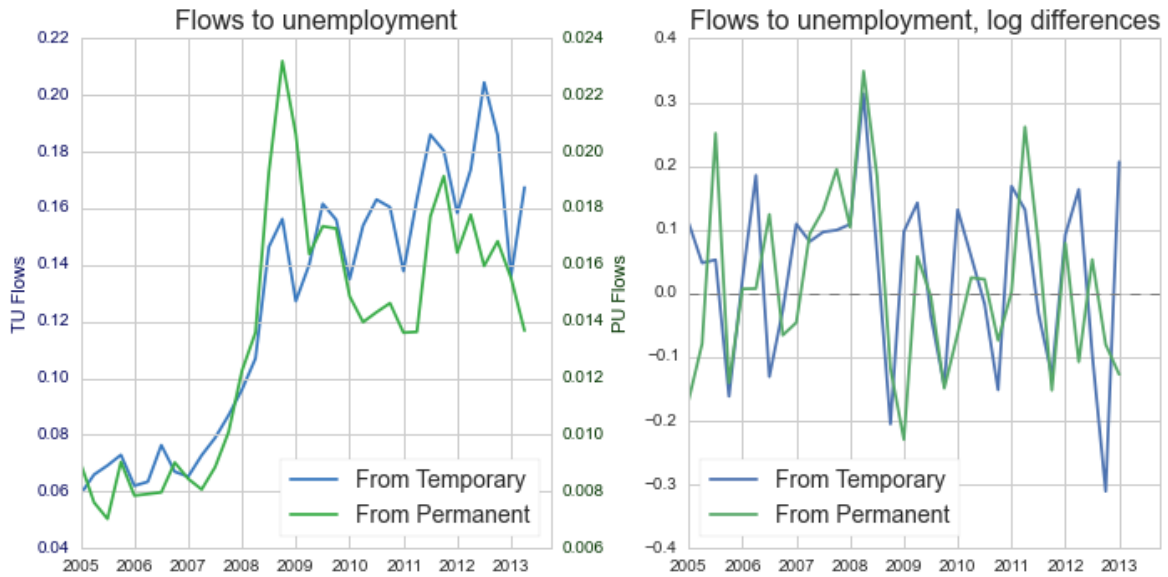 Flows to unemployment
0.22
0.20
0.18
0.16
0.14
0.12
0.10
0.08
0.06
0.04
TU Flows
From Temporary
From Permanent
0.024
0.022
0.020
0.018
0.016
0.014
0.012
0.010
0.008
0.006
PU Flows
2005 2006 2007 2008 2009 2010 2011 2012 2013
Flows to unemployment, log differences
0.4
0.3
0.2
0.1
0.0
−0.1
−0.2
−0.3
−0.4
From Temporary
From Permanent
2005 2006 2007 2008 2009 2010 2011 2012 2013